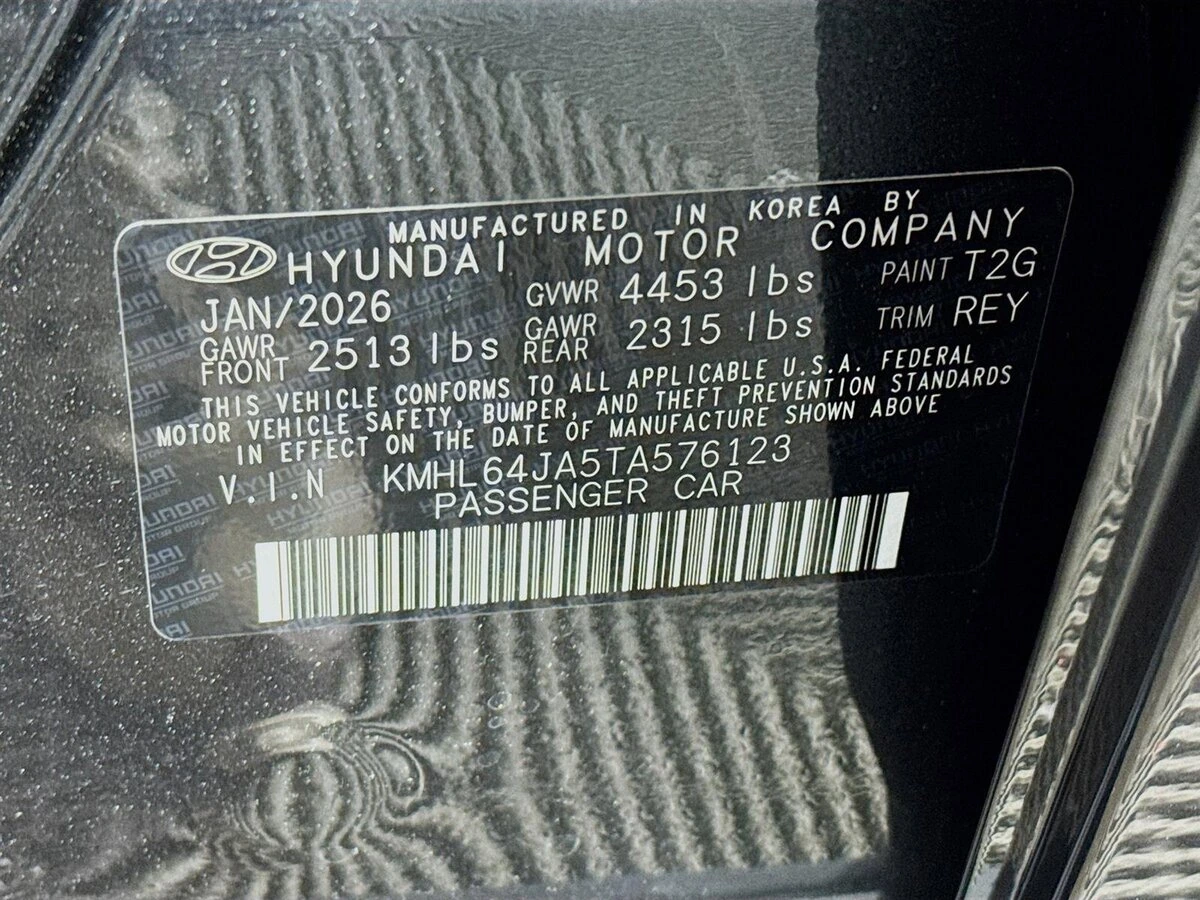 MANUFACTURED IN KOREA BY
HYUNDAI MOTOR COMPANY
JAN/2026 GVWR 4453 lbs PAINT T2G
GAWR FRONT 2513 lbs GAWR REAR 2315 lbs TRIM REY
THIS VEHICLE CONFORMS TO ALL APPLICABLE U.S.A. FEDERAL
MOTOR VEHICLE SAFETY, BUMPER, AND THEFT PREVENTION STANDARDS
IN EFFECT ON THE DATE OF MANUFACTURE SHOWN ABOVE
V.I.N KMHL64JA5TA576123
PASSENGER CAR